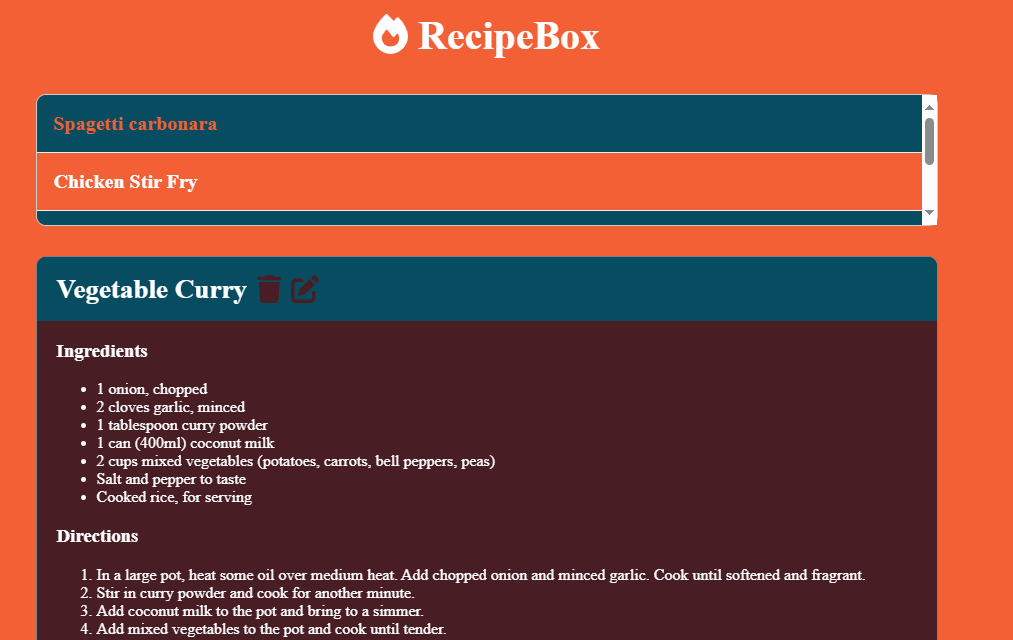 RecipeBox
Spagetti carbonara
Chicken Stir Fry
Vegetable Curry
Ingredients
• 1 onion, chopped
• 2 cloves garlic, minced
• 1 tablespoon curry powder
• 1 can (400ml) coconut milk
• 2 cups mixed vegetables (potatoes, carrots, bell peppers, peas)
• Salt and pepper to taste
• Cooked rice, for serving
Directions
1. In a large pot, heat some oil over medium heat. Add chopped onion and minced garlic. Cook until softened and fragrant.
2. Stir in curry powder and cook for another minute.
3. Add coconut milk to the pot and bring to a simmer.
4. Add mixed vegetables to the pot and cook until tender.